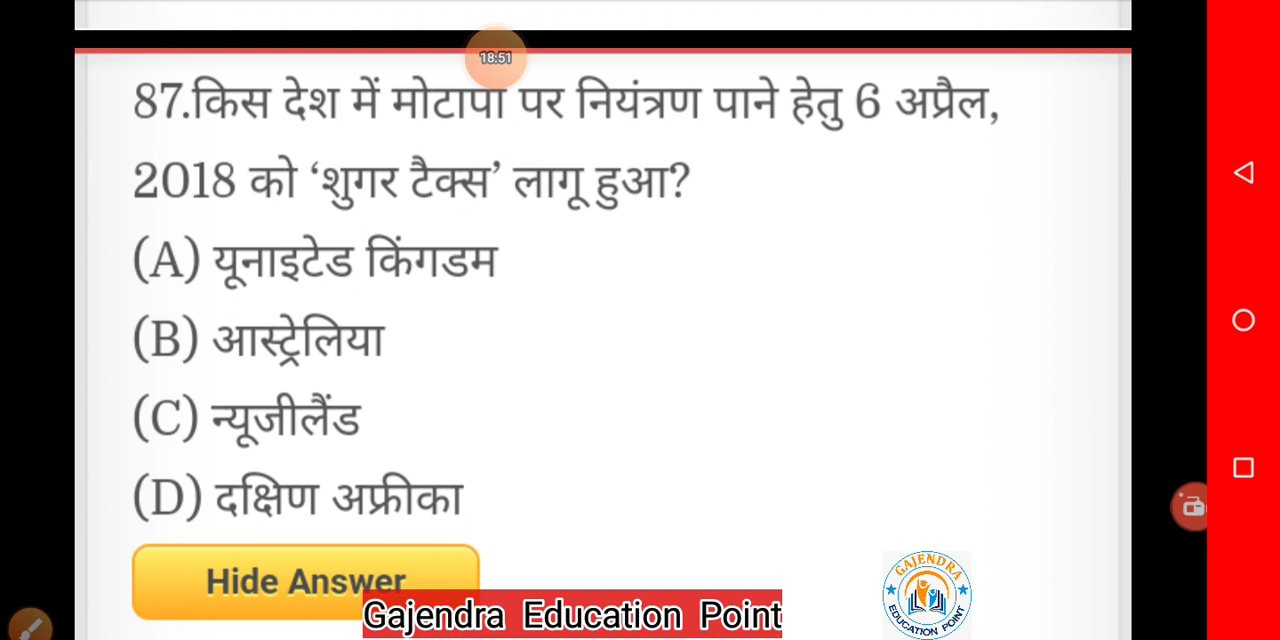 18:51
87.किस देश में मोटापा पर नियंत्रण पाने हेतु 6 अप्रैल,
2018 को ‘शुगर टैक्स’ लागू हुआ?
(A) यूनाइटेड किंगडम
(B) आस्ट्रेलिया
(C) न्यूजीलैंड
(D) दक्षिण अफ्रीका
Hide Answer
Gajendra Education Point
GAJENDRA
EDUCATION POINT